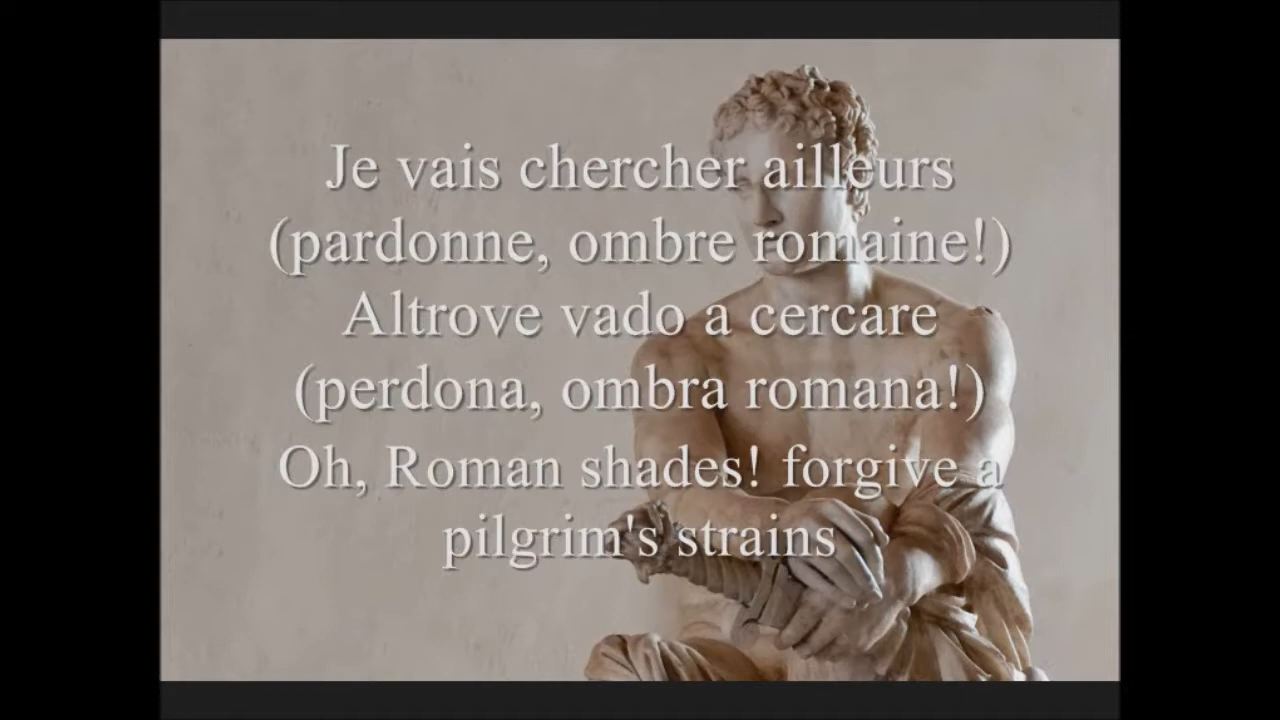 Je vais chercher ailleurs
(pardonne, ombre romaine!)
Altrove vado a cercare
(perdona, ombra romana!)
Oh, Roman shades! forgive a
pilgrim's strains